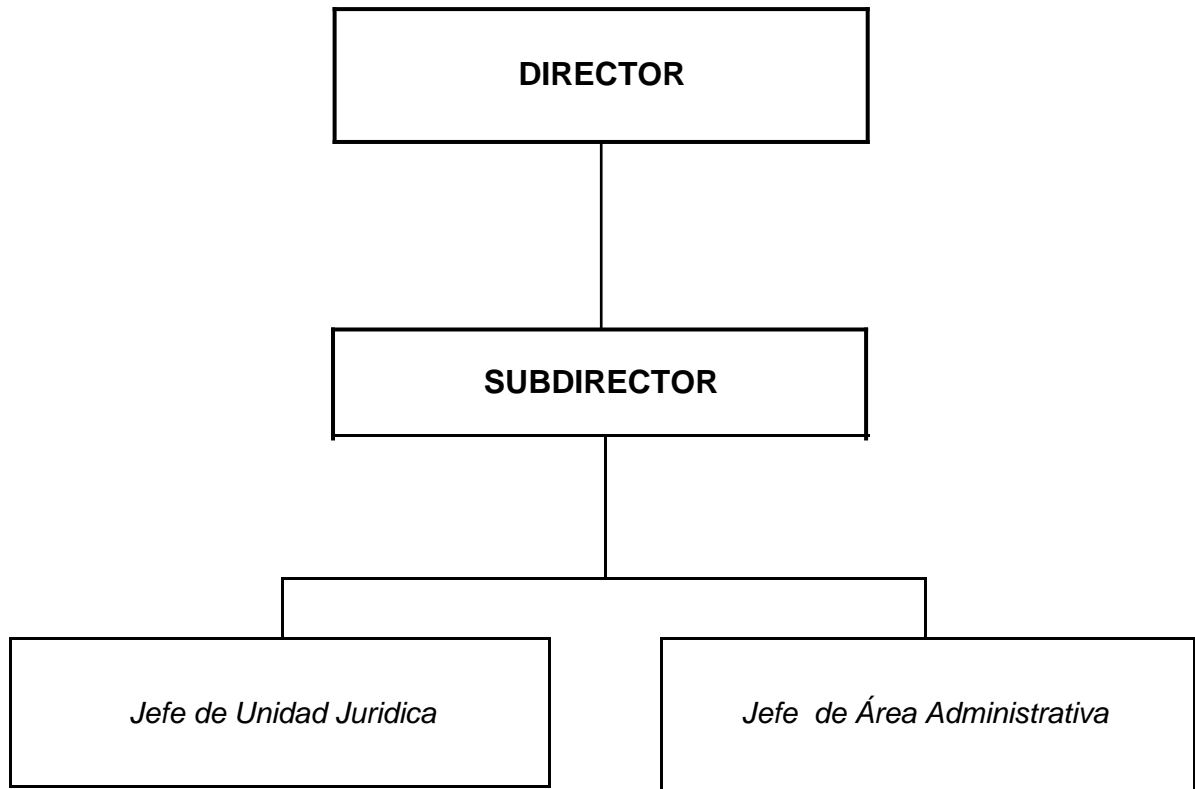 DIRECTOR
SUBDIRECTOR
Jefe de Unidad Juridica
Jefe de Área Administrativa